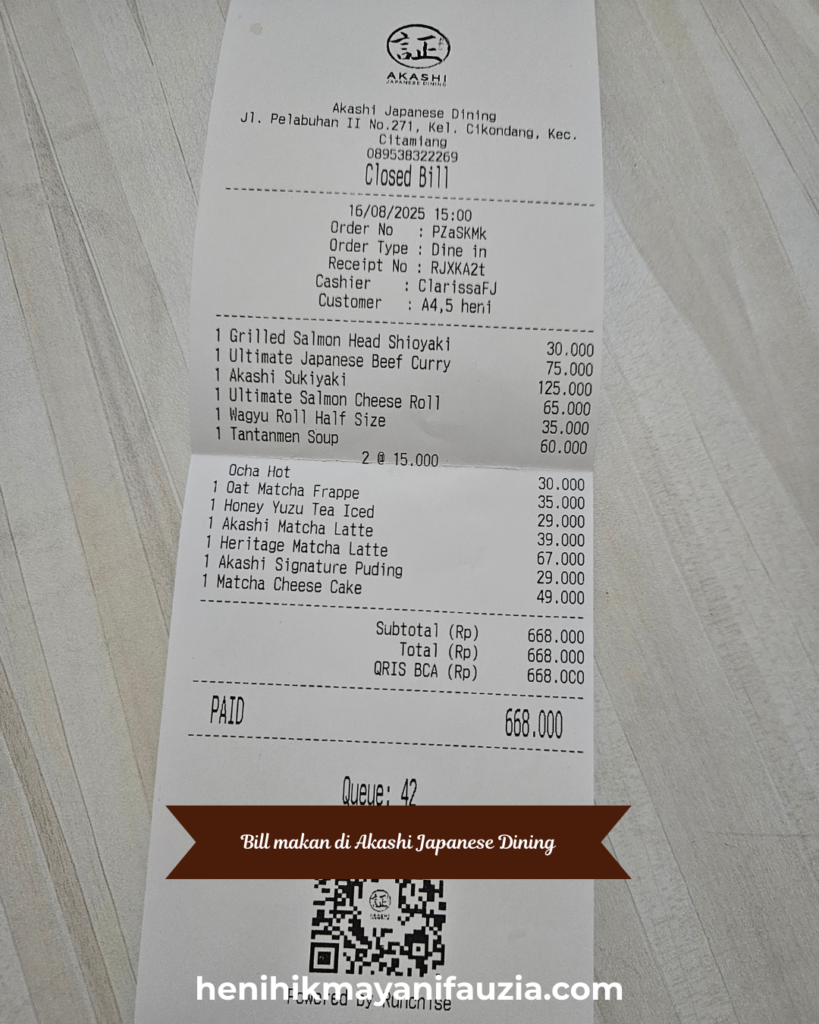 証
AKASHI
JAPANESE DINING
Akashi Japanese Dining
Jl. Pelabuhan II No.271, Kel. Cikondang, Kec.
Citamiang
089538322269
Closed Bill
16/08/2025 15:00
Order No : PZaSKMk
Order Type : Dine in
Receipt No : RJXKA2t
Cashier : ClarissaFJ
Customer : A4,5 heni
1 Grilled Salmon Head Shioyaki 30.000
1 Ultimate Japanese Beef Curry 75.000
1 Akashi Sukiyaki 125.000
1 Ultimate Salmon Cheese Roll 65.000
1 Wagyu Roll Half Size 35.000
1 Tantanmen Soup 60.000
2 @ 15.000
Ocha Hot 30.000
1 Oat Matcha Frappe 35.000
1 Honey Yuzu Tea Iced 29.000
1 Akashi Matcha Latte 39.000
1 Heritage Matcha Latte 67.000
1 Akashi Signature Puding 29.000
1 Matcha Cheese Cake 49.000
Subtotal (Rp) 668.000
Total (Rp) 668.000
QRIS BCA (Rp) 668.000
PAID 668.000
Queue: 42
Bill makan di Akashi Japanese Dining
証
AKASHI
henihikmayanifauzia.com
Powered by Runchise